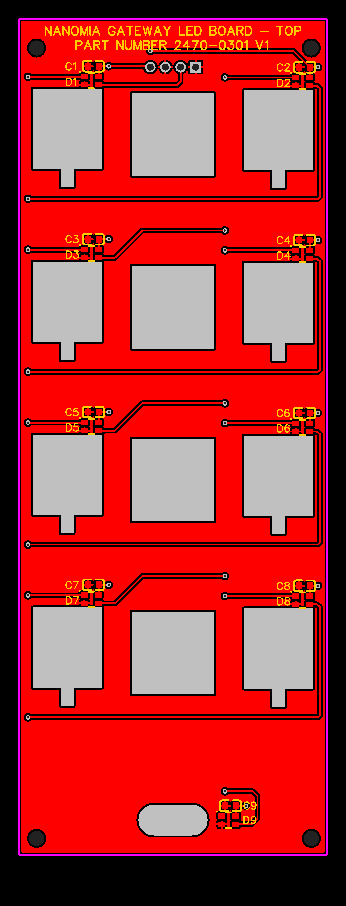 NANOMIA GATEWAY LED BOARD - TOP
PART NUMBER 2470-0301 V1
C1
C2
D1
D2
C3
C4
D3
D4
C5
C6
D5
D6
C7
C8
D7
D8
C9
D9